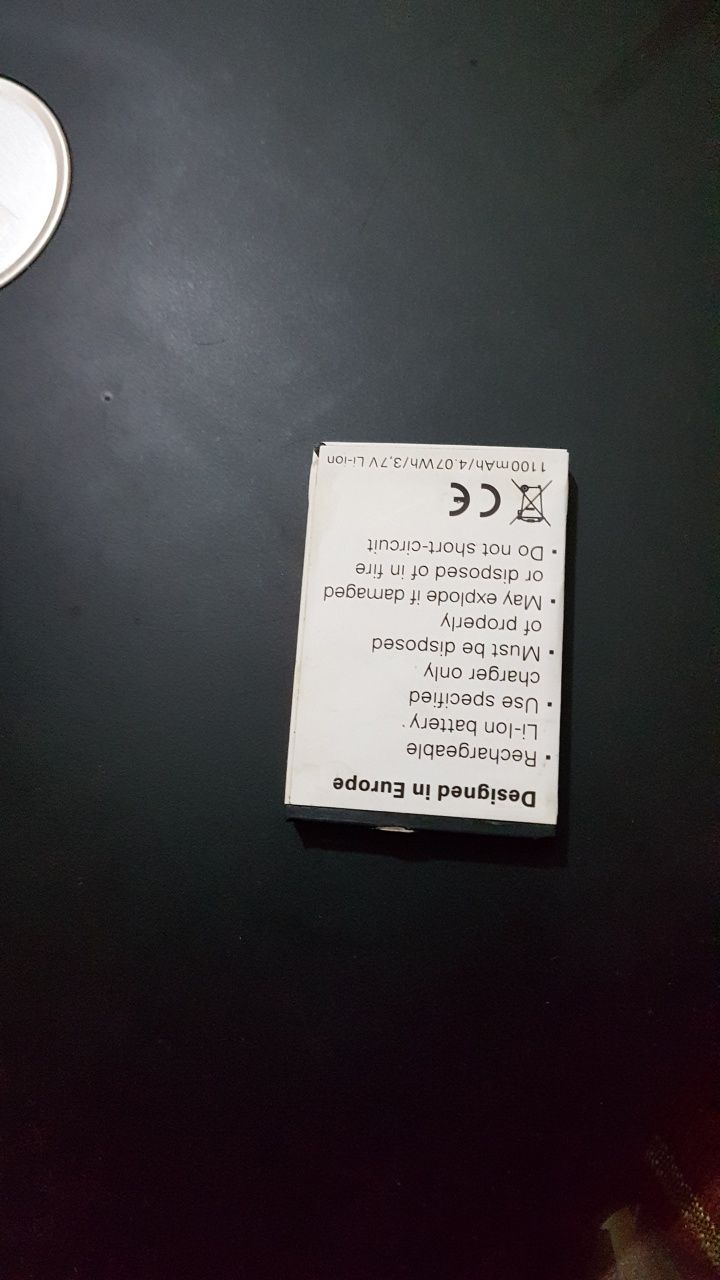 Designed in Europe
▪ Rechargeable
Li-Ion battery
▪ Use specified
charger only
▪ Must be disposed
of properly
▪ May explode if damaged
or disposed of in fire
▪ Do not short-circuit
CE
1100mAh/4.07Wh/3,7V Li-ion